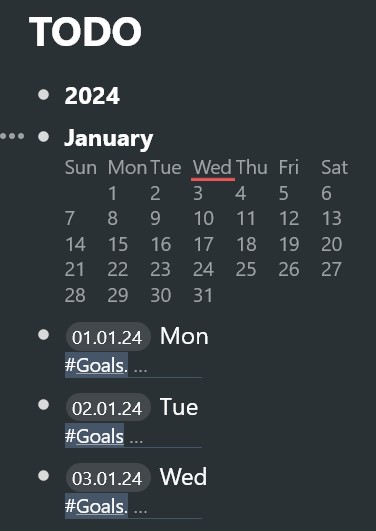 TODO
2024
January
Sun Mon Tue Wed Thu Fri Sat
1 2 3 4 5 6
7 8 9 10 11 12 13
14 15 16 17 18 19 20
21 22 23 24 25 26 27
28 29 30 31
01.01.24 Mon
#Goals. ...
02.01.24 Tue
#Goals ...
03.01.24 Wed
#Goals. ...